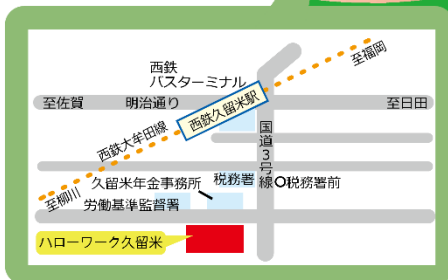 至福岡
西鉄
バスターミナル
西鉄久留米駅
至佐賀
明治通り
至日田
西鉄大牟田線
国道3号線
久留米年金事務所
税務署
税務署前
至柳川
労働基準監督署
ハローワーク久留米